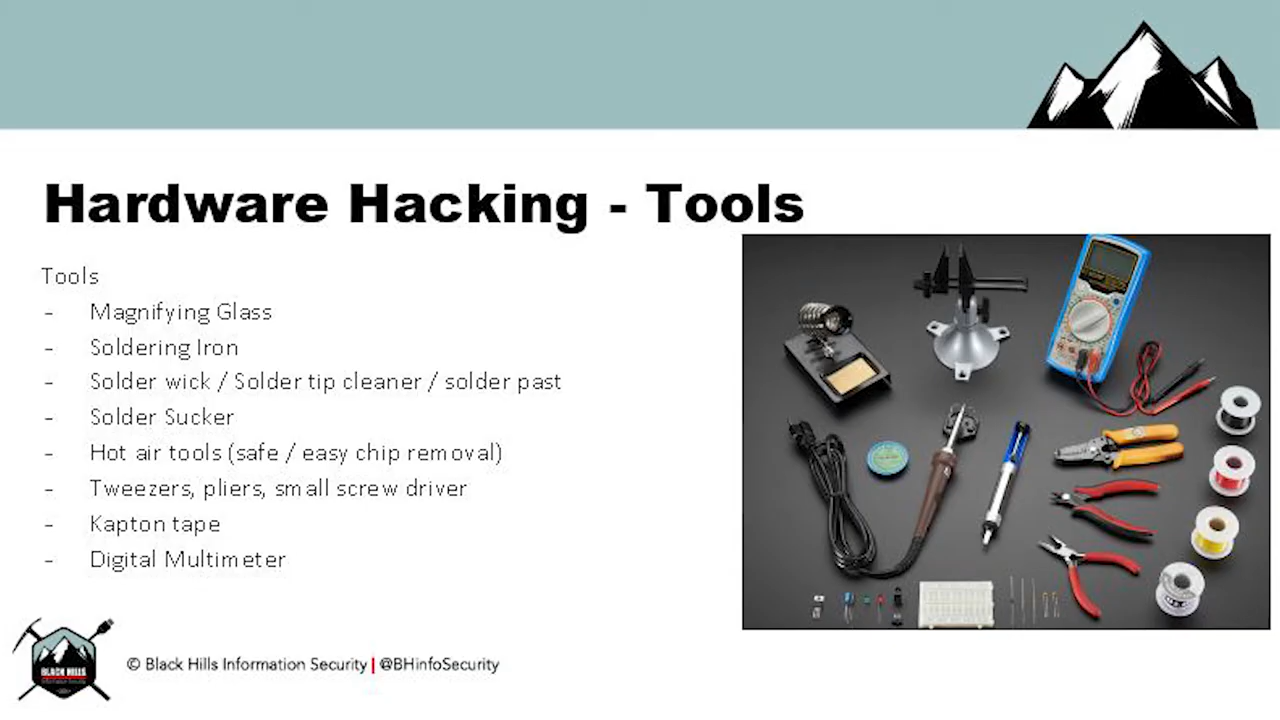 Hardware Hacking - Tools
Tools
- Magnifying Glass
- Soldering Iron
- Solder wick / Solder tip cleaner / solder past
- Solder Sucker
- Hot air tools (safe / easy chip removal)
- Tweezers, pliers, small screw driver
- Kapton tape
- Digital Multimeter
BLACK HILLS
© Black Hills Information Security | @BHinfoSecurity